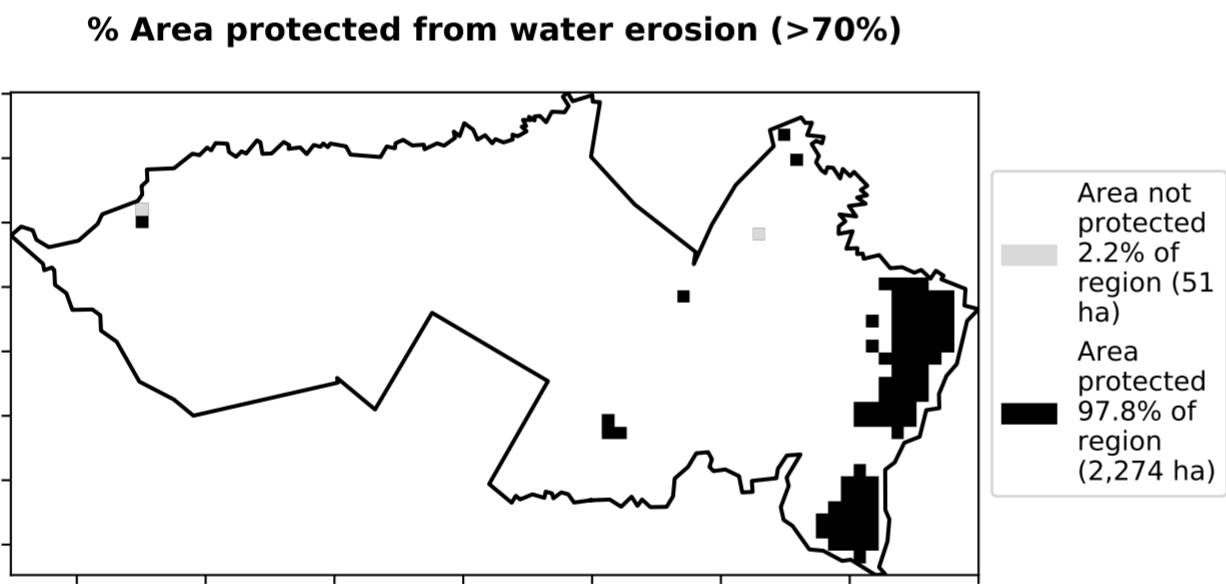 % Area protected from water erosion (>70%)
Area not
protected
2.2% of
region (51
ha)
Area
protected
97.8% of
region
(2,274 ha)